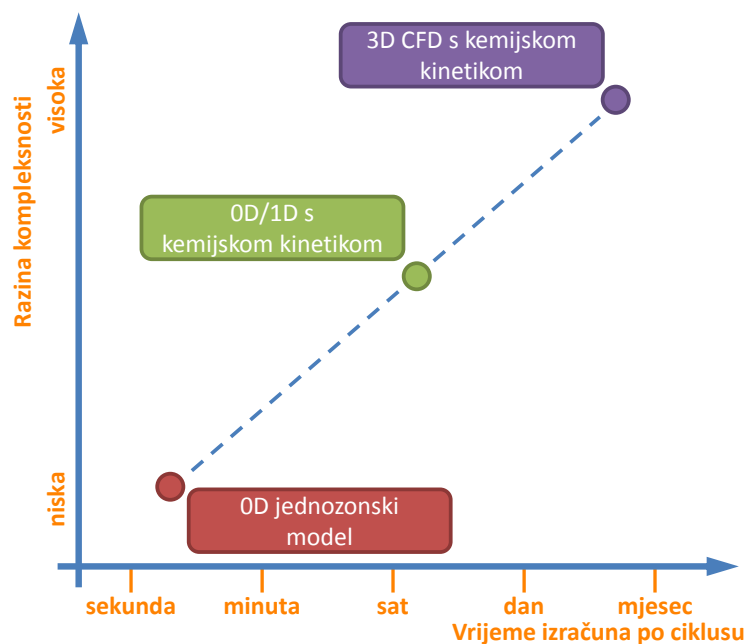 3D CFD s kemijskom
kinetikom
visoka
Razina kompleksnosti
0D/1D s
kemijskom kinetikom
niska
0D jednozonski
model
sekunda
minuta
sat
dan
mjesec
Vrijeme izračuna po ciklusu